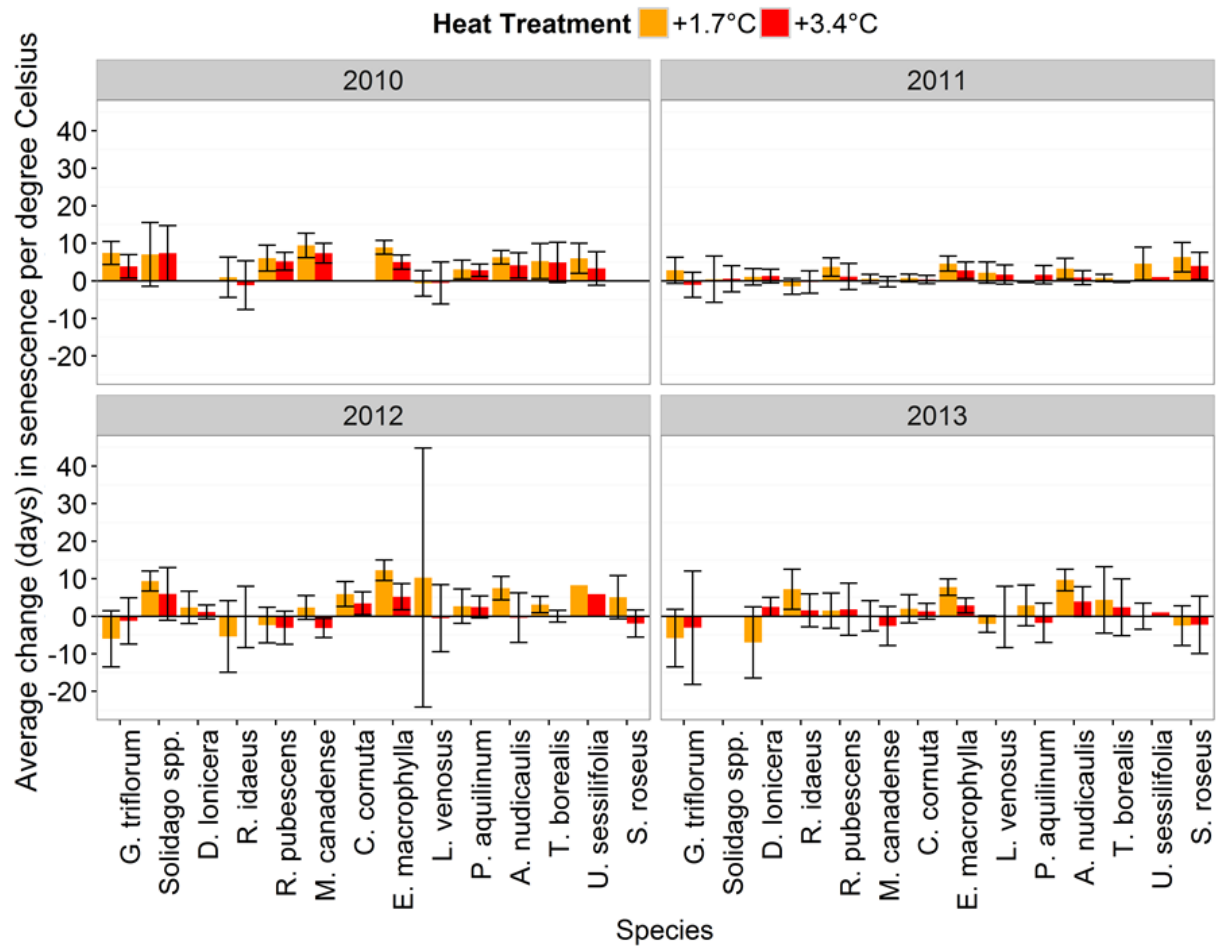 Heat Treatment +1.7°C +3.4°C
Average change (days) in senescence per degree Celsius
2010
2011
40
30
20
10
0
-10
-20
2012
2013
40
30
20
10
0
-10
-20
G. triflorum
Solidago spp.
D. lonicera
R. idaeus
R. pubescens
M. canadense
C. cornuta
E. macrophylla
L. venosus
P. aquilinum
A. nudicaulis
T. borealis
U. sessilifolia
S. roseus
G. triflorum
Solidago spp.
D. lonicera
R. idaeus
R. pubescens
M. canadense
C. cornuta
E. macrophylla
L. venosus
P. aquilinum
A. nudicaulis
T. borealis
U. sessilifolia
S. roseus
Species